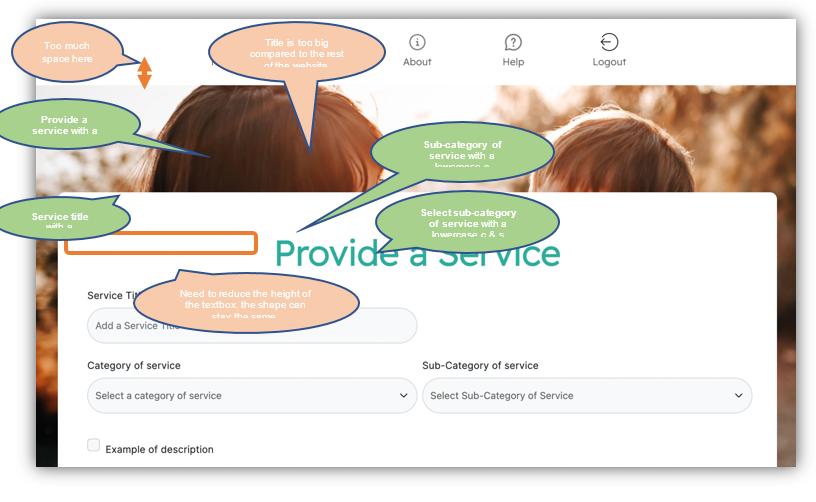 Too much
space here
Title is too big
compared to the rest
of the website
About
Help
Logout
Provide a
service with a
Sub-category of
service with a
lowercase c
Service title
with a
Select sub-category
of service with a
lowercase c & s
Provide a Service
Need to reduce the height of
the textbox, the shape can
stay the same
Service Tit
Add a Service Title
Category of service
Sub-Category of service
Select a category of service
Select Sub-Category of Service
Example of description